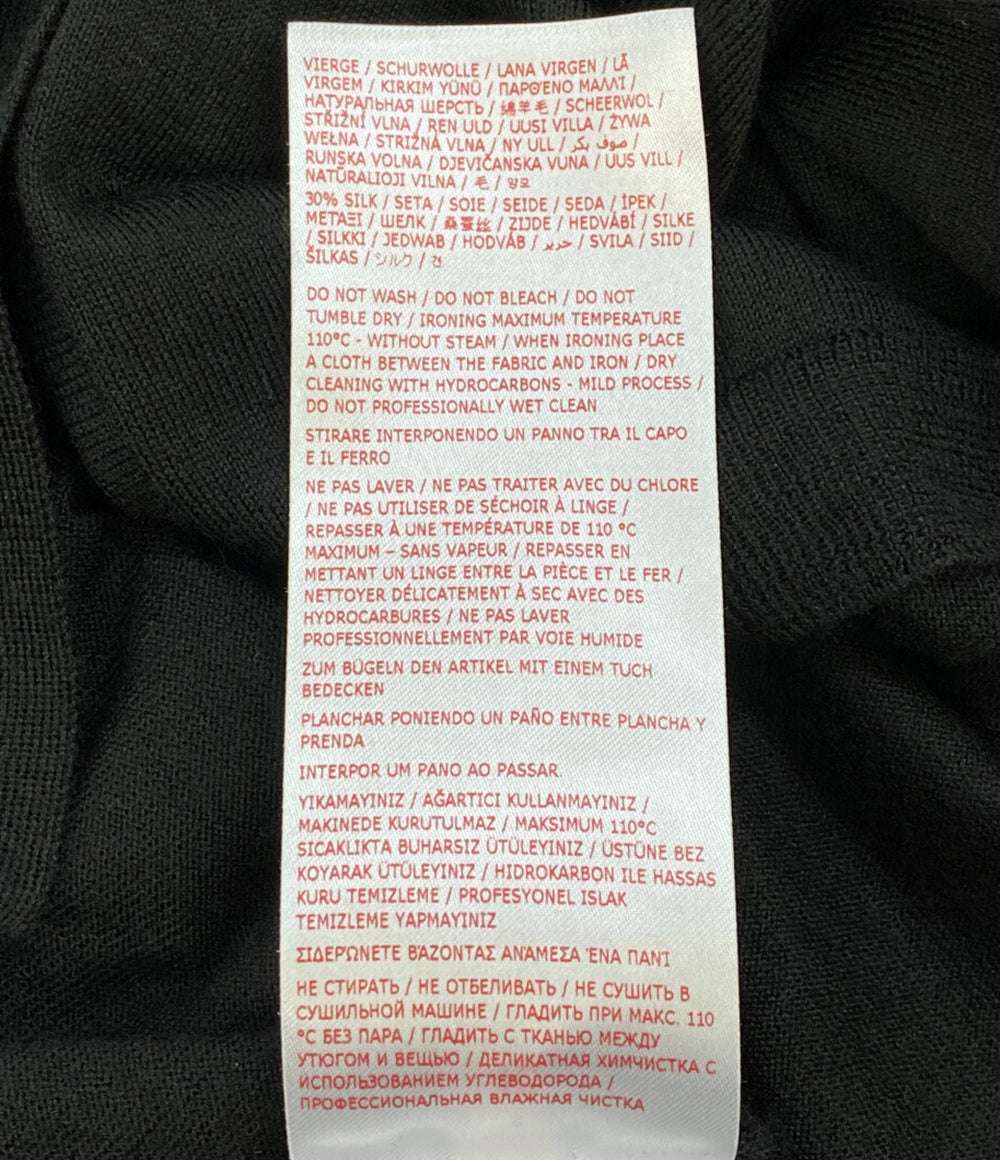 VIERGE / SCHURWOLLE / LANA VIRGEN / LÃ
VIRGEM / KIRKIM YÜNÜ / ΠΑΡΘΈΝΟ ΜΑΛΛΊ /
НАТУРАЛЬНАЯ ШЕРСТЬ / 绵羊毛 / SCHEERWOL /
STŘIŽNÍ VLNA / REN ULD / UUSI VILLA / ŻYWA
WEŁNA / STRIŽNÁ VLNA / NY ULL / صوف بكر /
RUNSKA VOLNA / DJEVIČANSKA VUNA / UUS VILL /
NATŪRALIOJI VILNA / 毛 / 양모
30% SILK / SETA / SOIE / SEIDE / SEDA / İPEK /
ΜΕΤΑΞΙ / ШЕЛК / 桑蚕丝 / ZIJDE / HEDVÁBÍ / SILKE
/ SILKKI / JEDWAB / HODVÁB / حرير / SVILA / SIID /
ŠILKAS / シルク / 견
DO NOT WASH / DO NOT BLEACH / DO NOT
TUMBLE DRY / IRONING MAXIMUM TEMPERATURE
110°C - WITHOUT STEAM / WHEN IRONING PLACE
A CLOTH BETWEEN THE FABRIC AND IRON / DRY
CLEANING WITH HYDROCARBONS - MILD PROCESS /
DO NOT PROFESSIONALLY WET CLEAN
STIRARE INTERPONENDO UN PANNO TRA IL CAPO
E IL FERRO
NE PAS LAVER / NE PAS TRAITER AVEC DU CHLORE
/ NE PAS UTILISER DE SÉCHOIR À LINGE /
REPASSER À UNE TEMPÉRATURE DE 110 °C
MAXIMUM – SANS VAPEUR / REPASSER EN
METTANT UN LINGE ENTRE LA PIÈCE ET LE FER /
NETTOYER DÉLICATEMENT À SEC AVEC DES
HYDROCARBURES / NE PAS LAVER
PROFESSIONNELLEMENT PAR VOIE HUMIDE
ZUM BÜGELN DEN ARTIKEL MIT EINEM TUCH
BEDECKEN
PLANCHAR PONIENDO UN PAÑO ENTRE PLANCHA Y
PRENDA
INTERPOR UM PANO AO PASSAR.
YIKAMAYINIZ / AĞARTICI KULLANMAYINIZ /
MAKINEDE KURUTULMAZ / MAKSIMUM 110°C
SICAKLIKTA BUHARSIZ ÜTÜLEYINIZ / ÜSTÜNE BEZ
KOYARAK ÜTÜLEYINIZ / HIDROKARBON ILE HASSAS
KURU TEMIZLEME / PROFESYONEL ISLAK
TEMIZLEME YAPMAYINIZ
ΣΙΔΕΡΏΝΕΤΕ ΒΆΖΟΝΤΑΣ ΑΝΆΜΕΣΑ ΈΝΑ ΠΑΝΊ
НЕ СТИРАТЬ / НЕ ОТБЕЛИВАТЬ / НЕ СУШИТЬ В
СУШИЛЬНОЙ МАШИНЕ / ГЛАДИТЬ ПРИ МАКС. 110
°C БЕЗ ПАРА / ГЛАДИТЬ С ТКАНЬЮ МЕЖДУ
УТЮГОМ И ВЕЩЬЮ / ДЕЛИКАТНАЯ ХИМЧИСТКА С
ИСПОЛЬЗОВАНИЕМ УГЛЕВОДОРОДА /
ПРОФЕССИОНАЛЬНАЯ ВЛАЖНАЯ ЧИСТКА